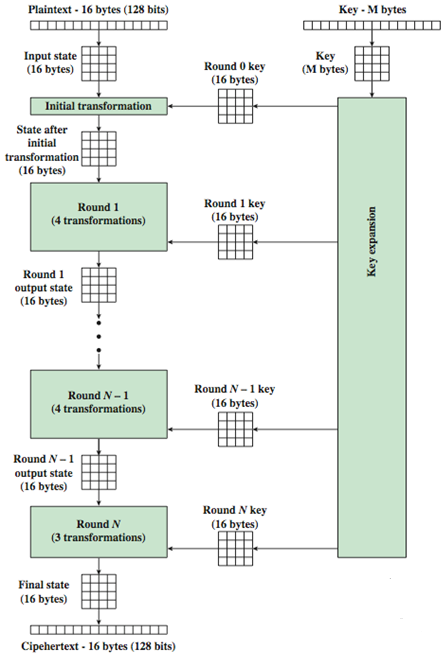 Plaintext - 16 bytes (128 bits)
Key - M bytes
Input state
(16 bytes)
Key
(M bytes)
Round 0 key
(16 bytes)
Initial transformation
State after
initial
transformation
(16 bytes)
Round 1
(4 transformations)
Round 1 key
(16 bytes)
Key expansion
Round 1
output state
(16 bytes)
Round N – 1
(4 transformations)
Round N – 1 key
(16 bytes)
Round N – 1
output state
(16 bytes)
Round N
(3 transformations)
Round N key
(16 bytes)
Final state
(16 bytes)
Cipehertext - 16 bytes (128 bits)